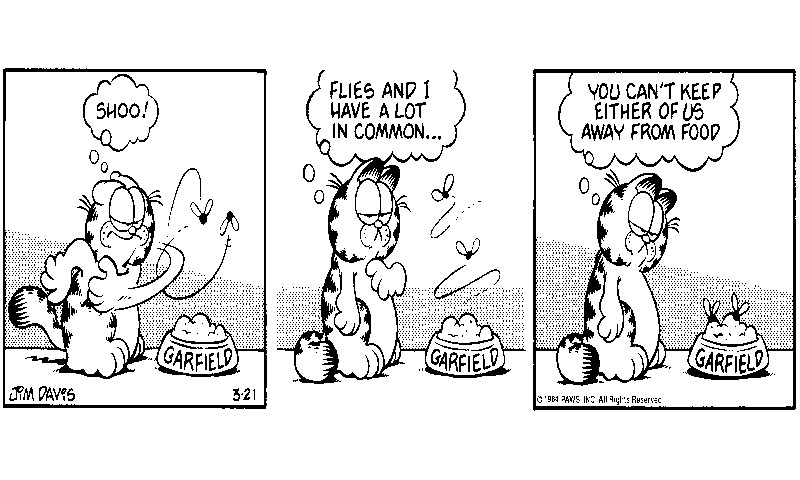 SHOO!
GARFIELD
JIM DAVIS
3-21
FLIES AND I
HAVE A LOT
IN COMMON...
GARFIELD
YOU CAN'T KEEP
EITHER OF US
AWAY FROM FOOD
GARFIELD
© 1984 PAWS, INC. All Rights Reserved